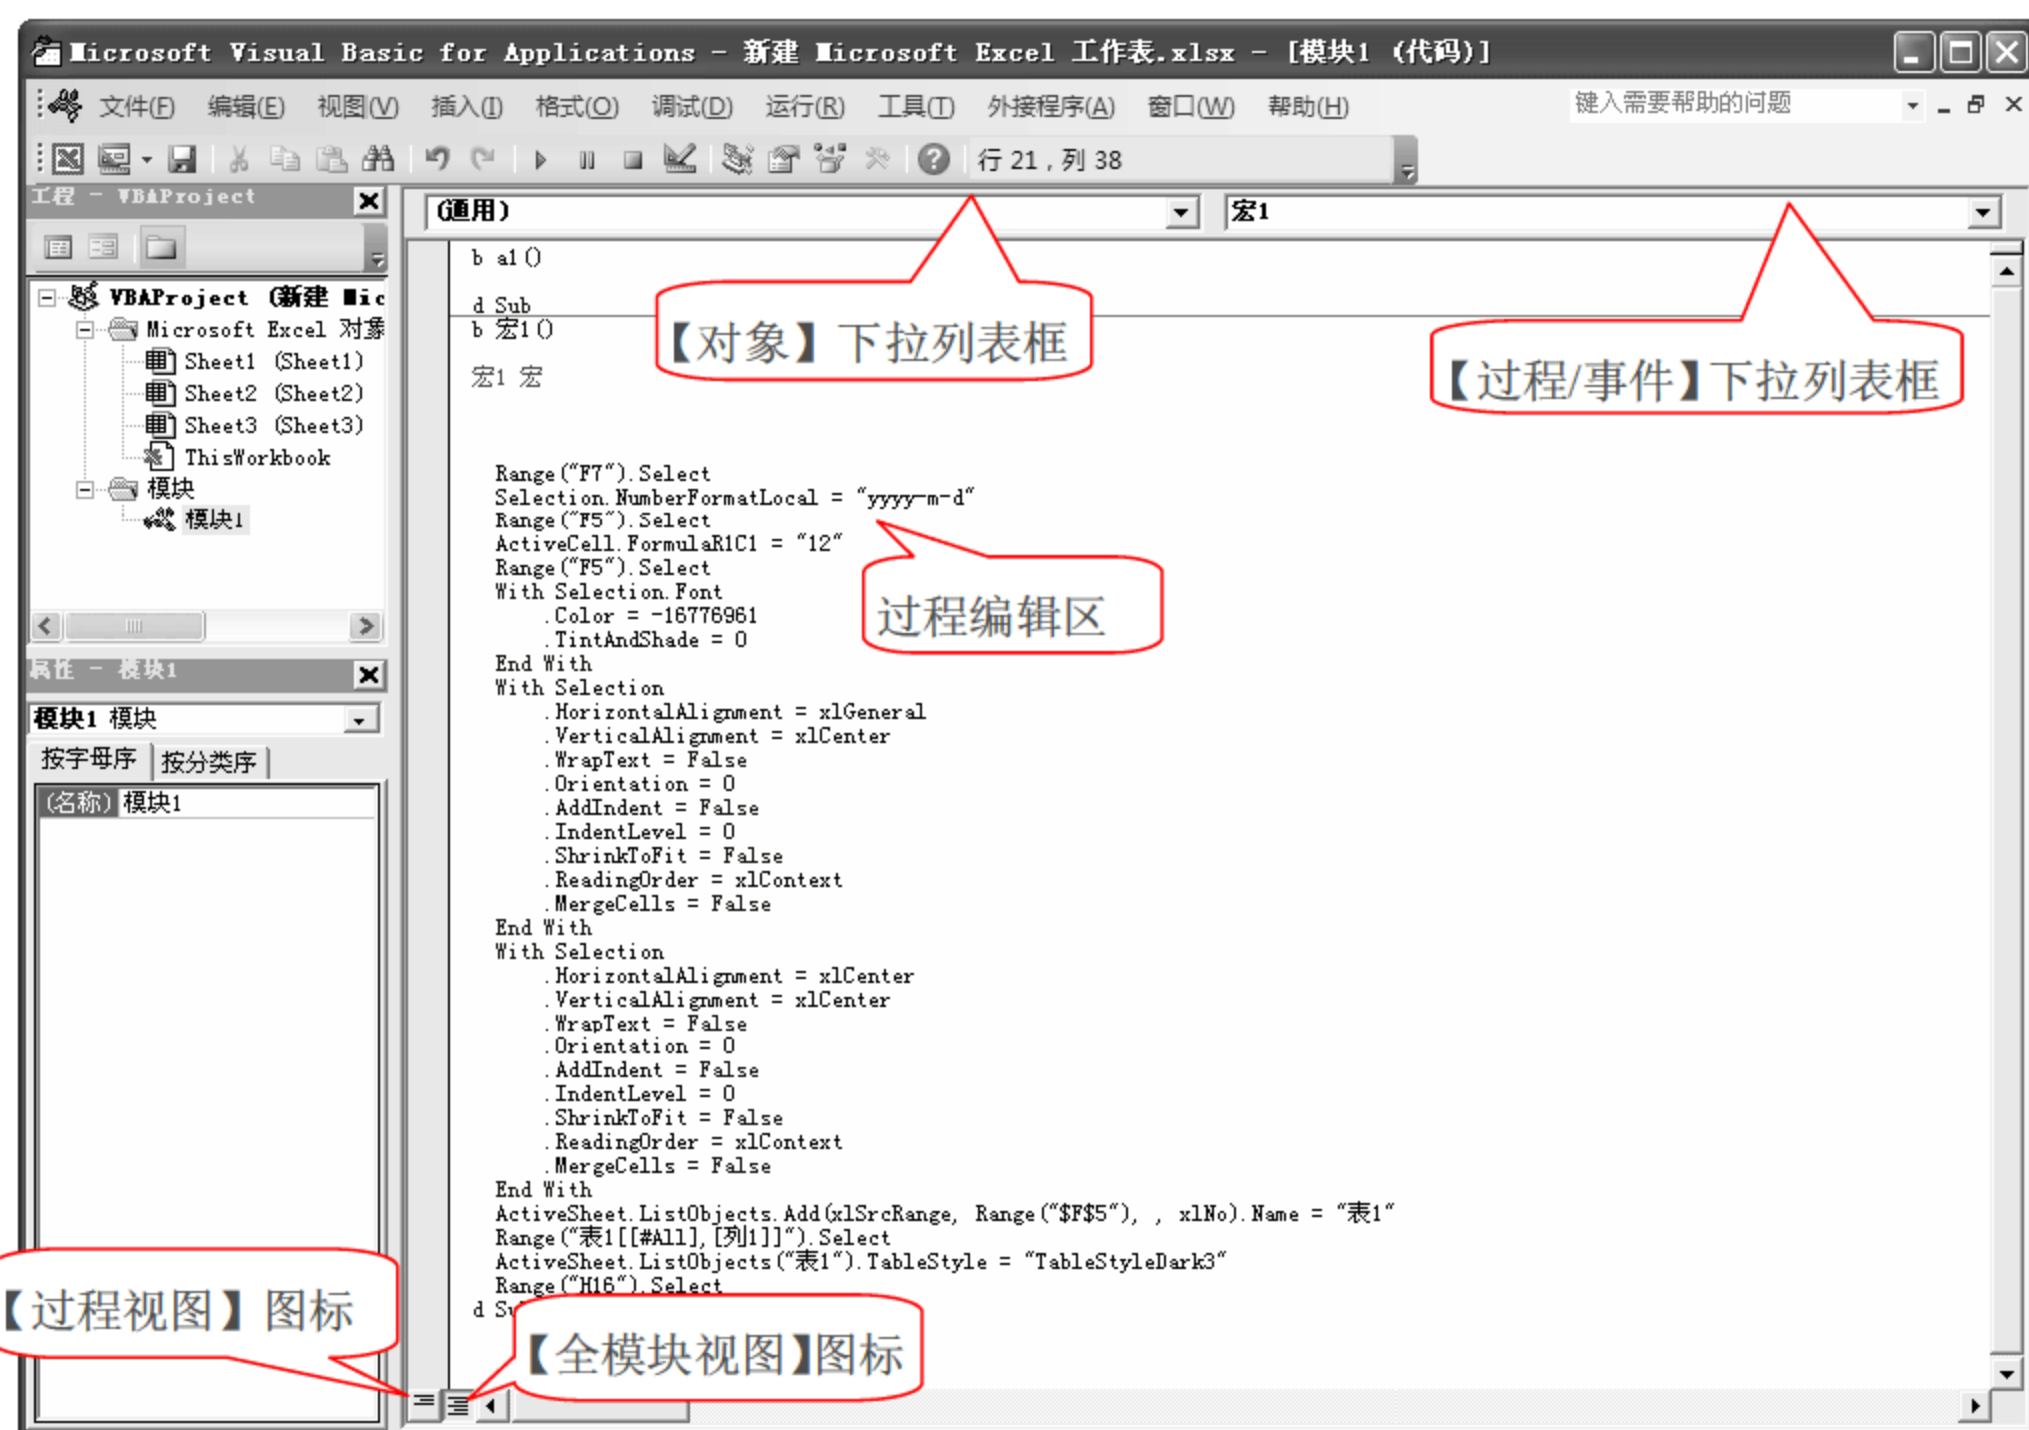 Microsoft Visual Basic for Applications - 新建 Microsoft Excel 工作表.xlsx - [模块1 (代码)]
文件(F) 编辑(E) 视图(V) 插入(I) 格式(O) 调试(D) 运行(R) 工具(T) 外接程序(A) 窗口(W) 帮助(H) 键入需要帮助的问题
行 21 , 列 38
工程 - VBAProject
VBAProject (新建 Mic
Microsoft Excel 对象
Sheet1 (Sheet1)
Sheet2 (Sheet2)
Sheet3 (Sheet3)
ThisWorkbook
模块
模块1
属性 - 模块1
模块1 模块
按字母序 按分类序
(名称) 模块1
(通用) 宏1
【对象】下拉列表框
【过程/事件】下拉列表框
b a1()
d Sub
b 宏1()
宏1 宏
Range("F7").Select
Selection.NumberFormatLocal = "yyyy-m-d"
Range("F5").Select
ActiveCell.FormulaR1C1 = "12"
Range("F5").Select
With Selection.Font
.Color = -16776961
.TintAndShade = 0
End With
过程编辑区
With Selection
.HorizontalAlignment = xlGeneral
.VerticalAlignment = xlCenter
.WrapText = False
.Orientation = 0
.AddIndent = False
.IndentLevel = 0
.ShrinkToFit = False
.ReadingOrder = xlContext
.MergeCells = False
End With
With Selection
.HorizontalAlignment = xlCenter
.VerticalAlignment = xlCenter
.WrapText = False
.Orientation = 0
.AddIndent = False
.IndentLevel = 0
.ShrinkToFit = False
.ReadingOrder = xlContext
.MergeCells = False
End With
ActiveSheet.ListObjects.Add(xlSrcRange, Range("$F$5"), , xlNo).Name = "表1"
Range("表1[[#All],[列1]]").Select
ActiveSheet.ListObjects("表1").TableStyle = "TableStyleDark3"
Range("H16").Select
d S
【过程视图】图标
【全模块视图】图标